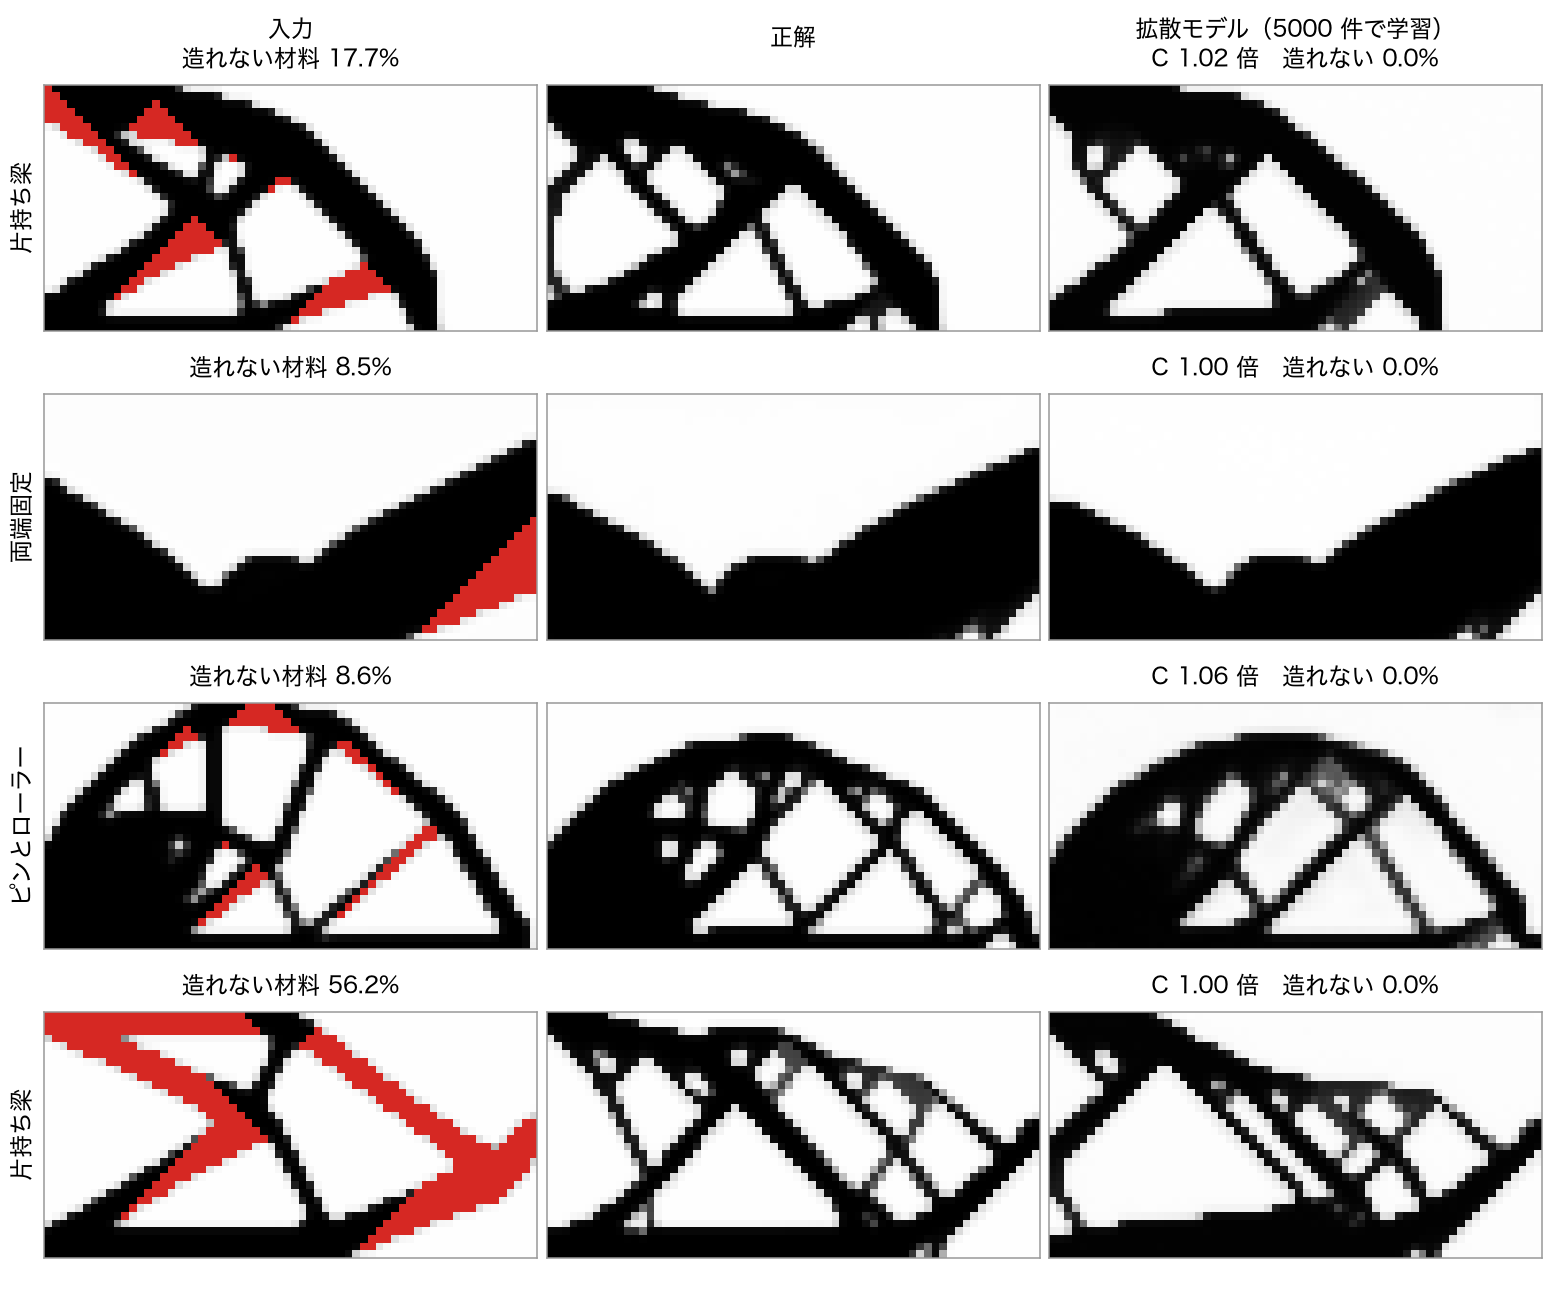 入力
造れない材料 17.7%
正解
拡散モデル（5000 件で学習）
C 1.02 倍　造れない 0.0%
片持ち梁
造れない材料 8.5%
C 1.00 倍　造れない 0.0%
両端固定
造れない材料 8.6%
C 1.06 倍　造れない 0.0%
ピンとローラー
造れない材料 56.2%
C 1.00 倍　造れない 0.0%
片持ち梁